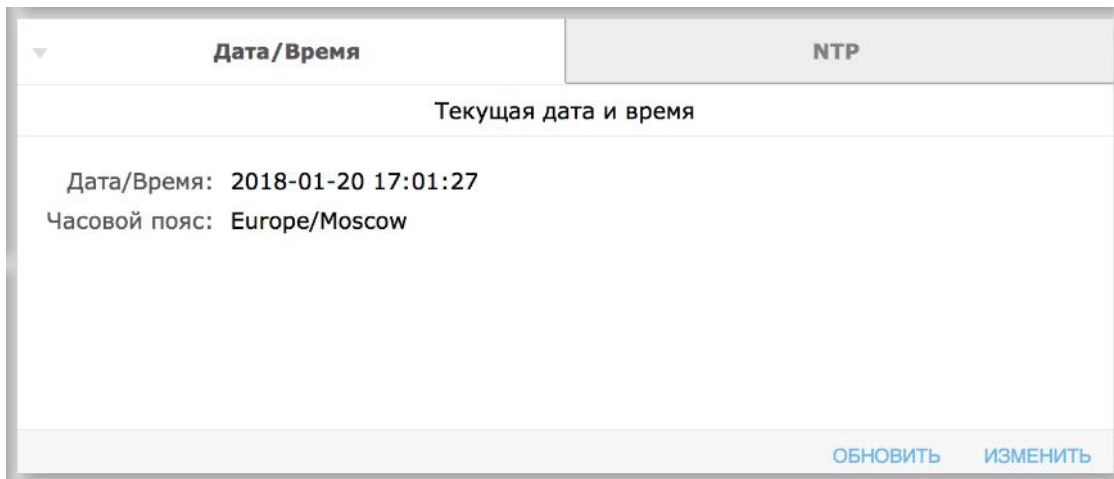 Дата/Время NTP
Текущая дата и время
Дата/Время: 2018-01-20 17:01:27
Часовой пояс: Europe/Moscow
ОБНОВИТЬ ИЗМЕНИТЬ